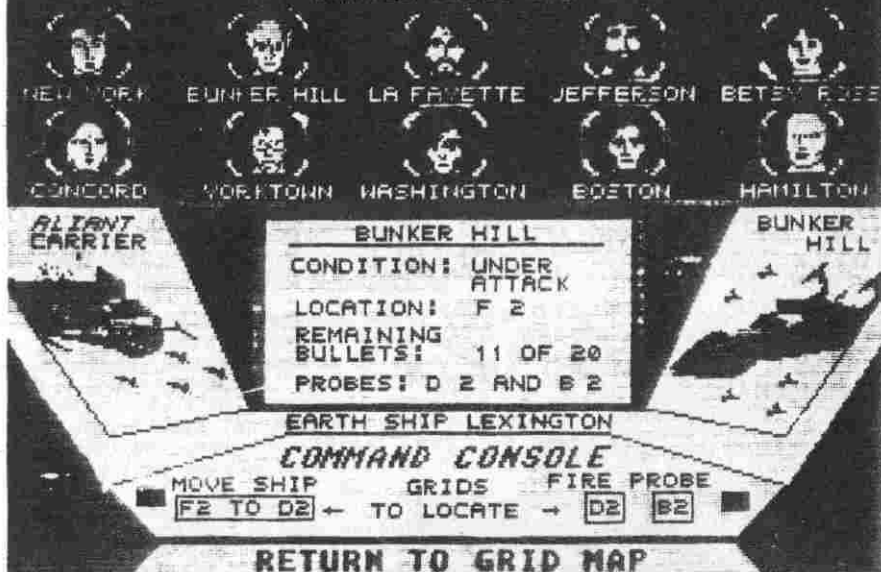 NEW YORK BUNKER HILL LA FAYETTE JEFFERSON BETSY ROSS
CONCORD YORKTOWN WASHINGTON BOSTON HAMILTON
ALIANT
CARRIER
BUNKER HILL
CONDITION: UNDER
ATTACK
LOCATION: F 2
REMAINING
BULLETS: 11 OF 20
PROBES: D 2 AND B 2
BUNKER
HILL
EARTH SHIP LEXINGTON
COMMAND CONSOLE
MOVE SHIP GRIDS FIRE PROBE
F2 TO D2 ← TO LOCATE → D2 B2
RETURN TO GRID MAP